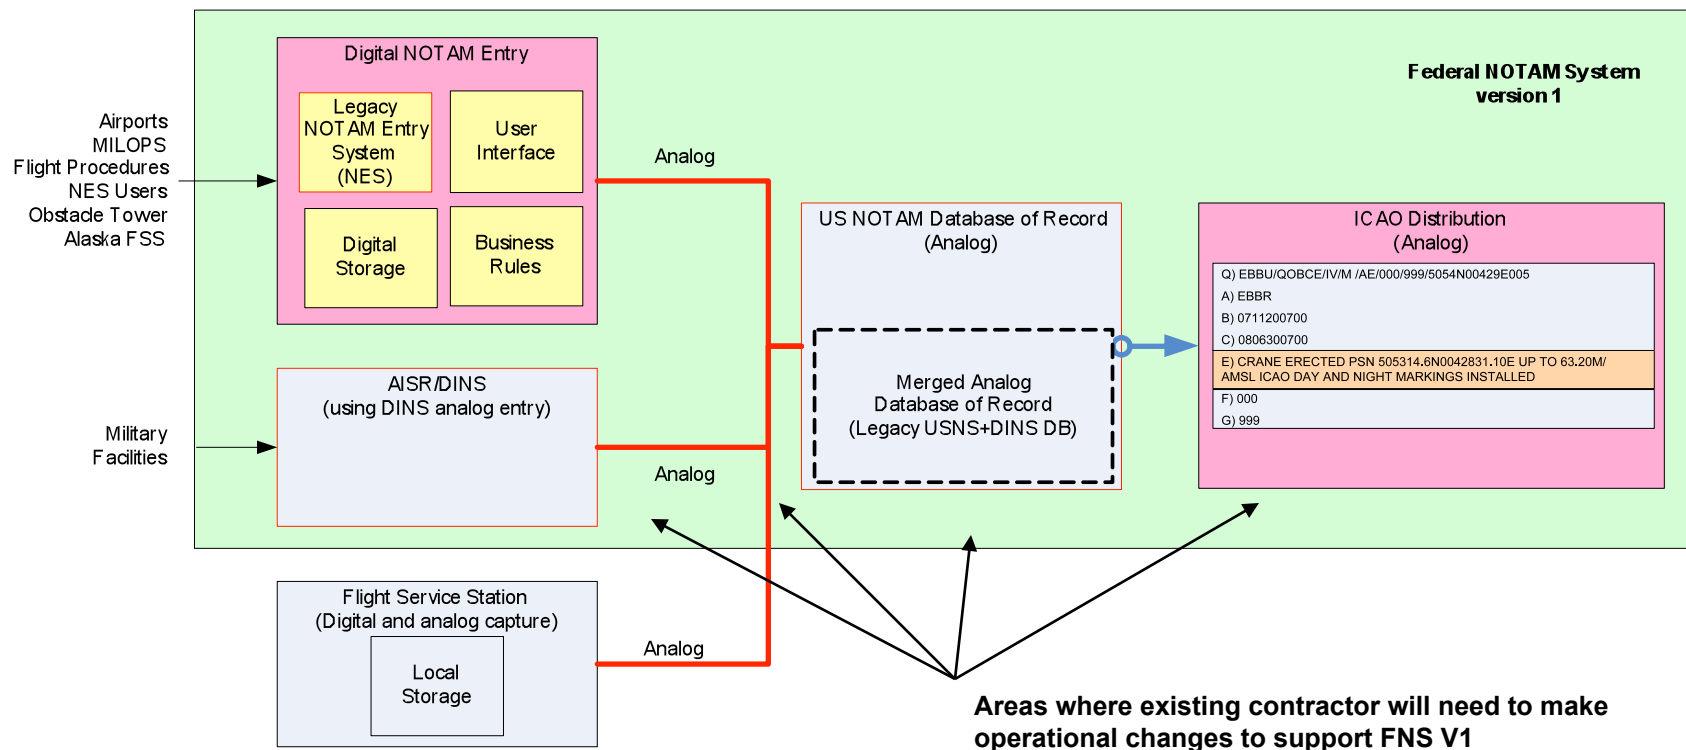 Federal NOTAM System
version 1
Digital NOTAM Entry
Legacy
NOTAM Entry
System
(NES)
User
Interface
Digital
Storage
Business
Rules
Airports
MILOPS
Flight Procedures
NES Users
Obstacle Tower
Alaska FSS
Analog
US NOTAM Database of Record
(Analog)
Merged Analog
Database of Record
(Legacy USNS+DINS DB)
ICAO Distribution
(Analog)
Q) EBBU/QOBCE/IV/M /AE/000/999/5054N00429E005
A) EBBR
B) 0711200700
C) 0806300700
E) CRANE ERECTED PSN 505314.6N0042831.10E UP TO 63.20M/
AMSL ICAO DAY AND NIGHT MARKINGS INSTALLED
F) 000
G) 999
AISR/DINS
(using DINS analog entry)
Military
Facilities
Analog
Flight Service Station
(Digital and analog capture)
Local
Storage
Analog
Areas where existing contractor will need to make
operational changes to support FNS V1